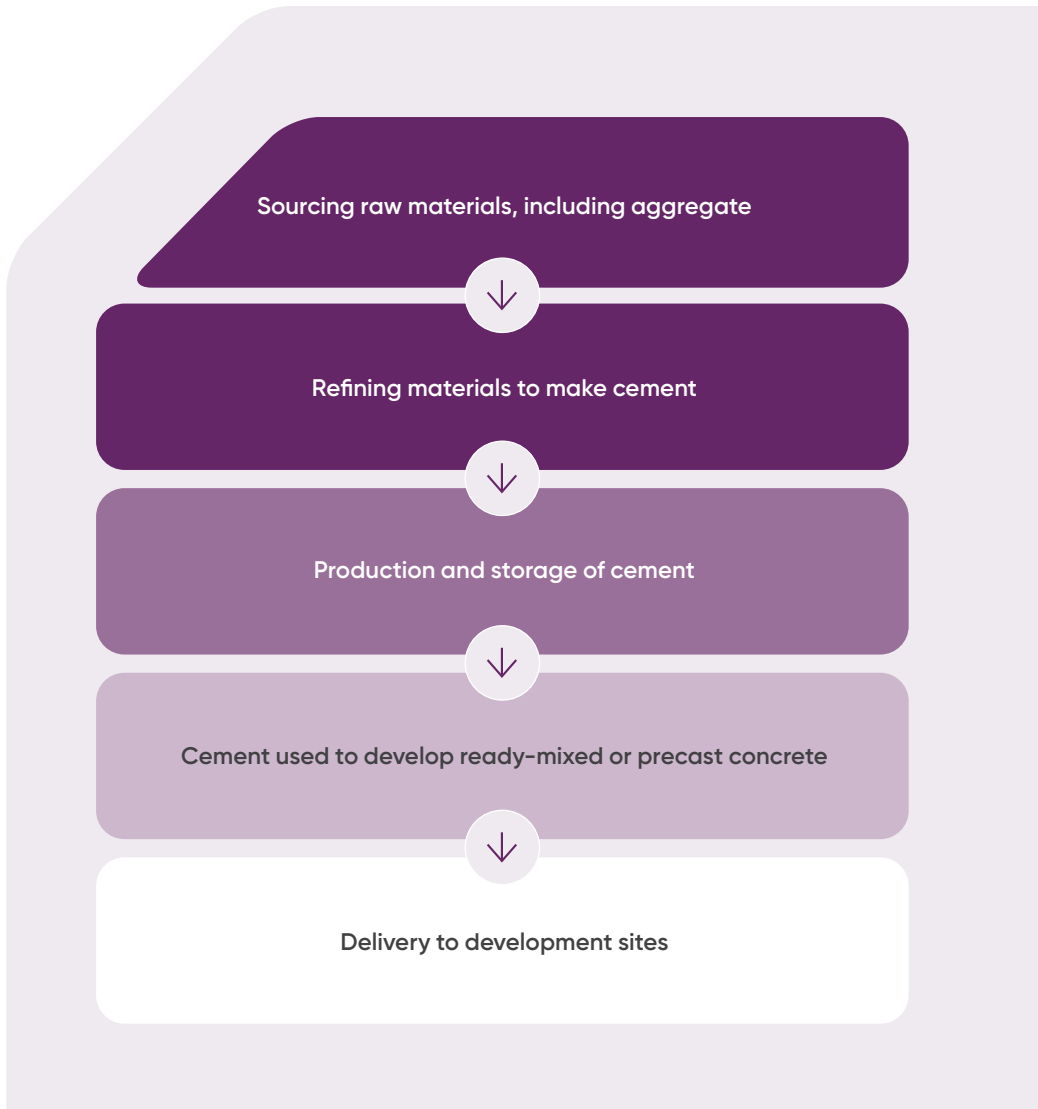 Sourcing raw materials, including aggregate
Refining materials to make cement
Production and storage of cement
Cement used to develop ready-mixed or precast concrete
Delivery to development sites